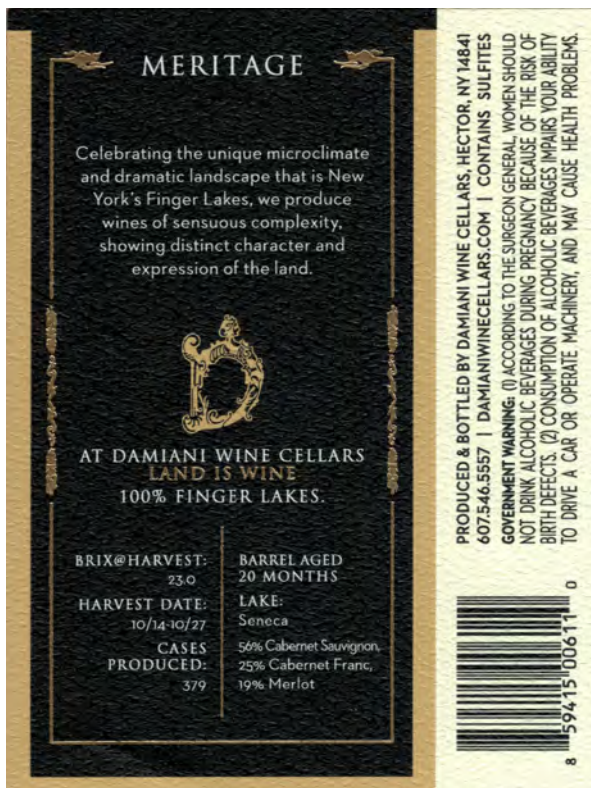 MERITAGE
Celebrating the unique microclimate
and dramatic landscape that is New
York's Finger Lakes, we produce
wines of sensuous complexity,
showing distinct character and
expression of the land.
D
AT DAMIANI WINE CELLARS
LAND IS WINE
100% FINGER LAKES.
BRIX@HARVEST:
23.0
HARVEST DATE:
10/14-10/27
CASES
PRODUCED:
379
BARREL AGED
20 MONTHS
LAKE:
Seneca
56% Cabernet Sauvignon,
25% Cabernet Franc,
19% Merlot
PRODUCED & BOTTLED BY DAMIANI WINE CELLARS, HECTOR, NY 14841
607.546.5557 | DAMIANIWINECELLARS.COM | CONTAINS SULFITES
GOVERNMENT WARNING: (1) ACCORDING TO THE SURGEON GENERAL, WOMEN SHOULD
NOT DRINK ALCOHOLIC BEVERAGES DURING PREGNANCY BECAUSE OF THE RISK OF
BIRTH DEFECTS. (2) CONSUMPTION OF ALCOHOLIC BEVERAGES IMPAIRS YOUR ABILITY
TO DRIVE A CAR OR OPERATE MACHINERY, AND MAY CAUSE HEALTH PROBLEMS.
8 59415 00611 0